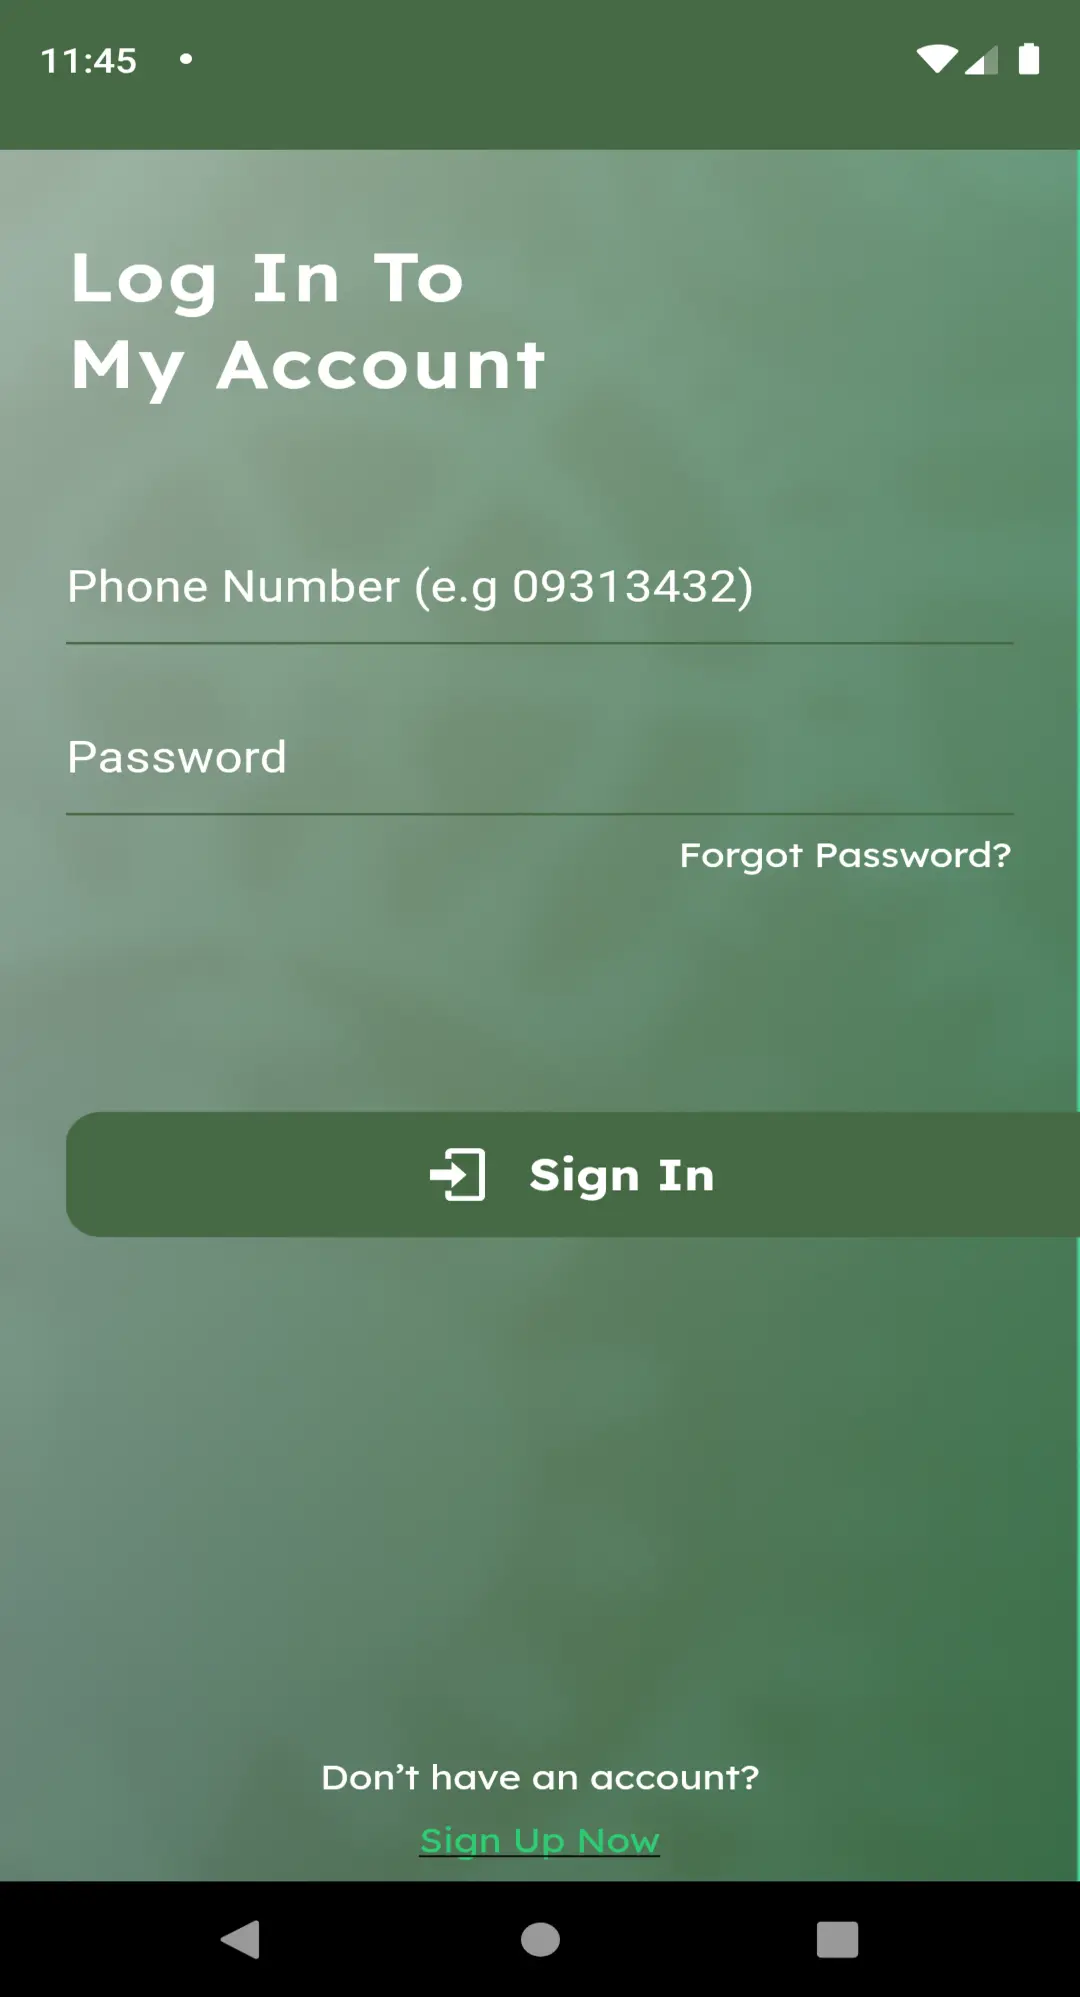 11:45
Log In To
My Account
Phone Number (e.g 09313432)
Password
Forgot Password?
Sign In
Don’t have an account?
Sign Up Now